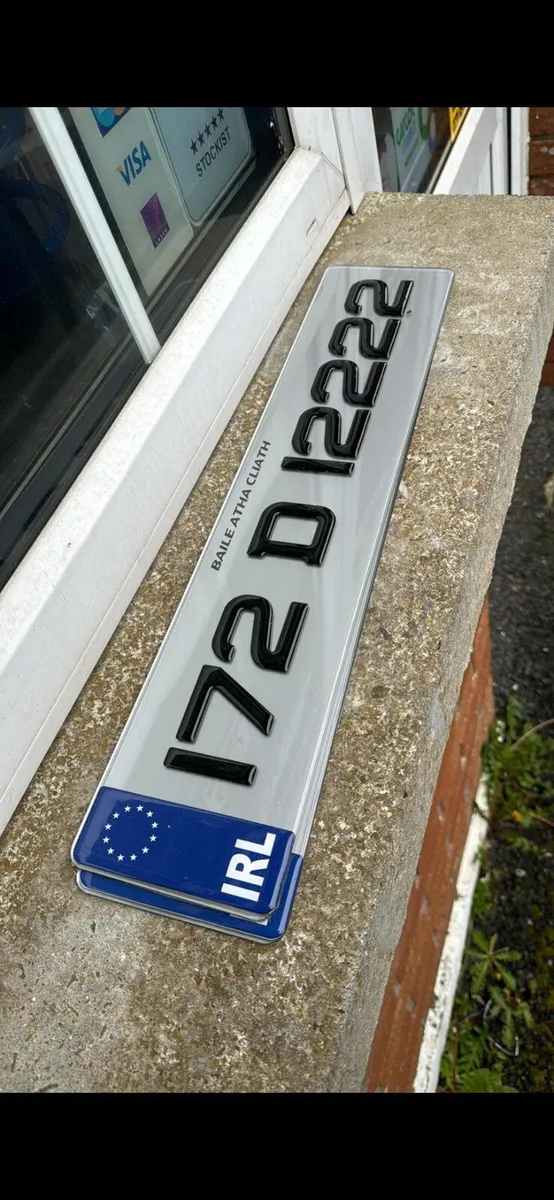 VISA
★★★★★
STOCKIST
BAILE ATHA CLIATH
172 D 12222
IRL